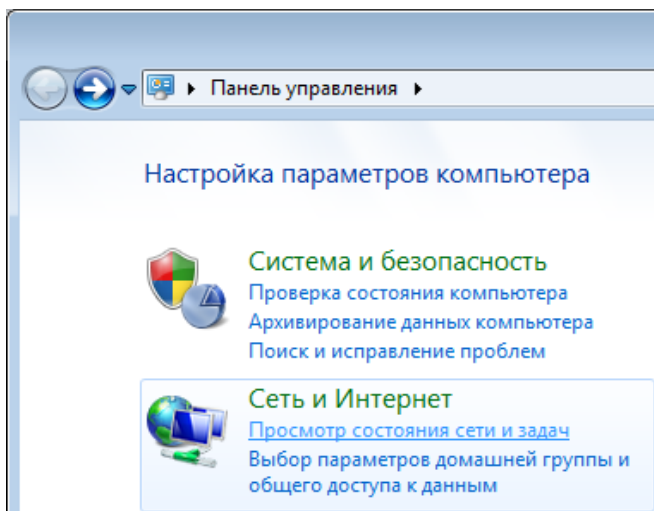 Панель управления
Настройка параметров компьютера
Система и безопасность
Проверка состояния компьютера
Архивирование данных компьютера
Поиск и исправление проблем
Сеть и Интернет
Просмотр состояния сети и задач
Выбор параметров домашней группы и
общего доступа к данным